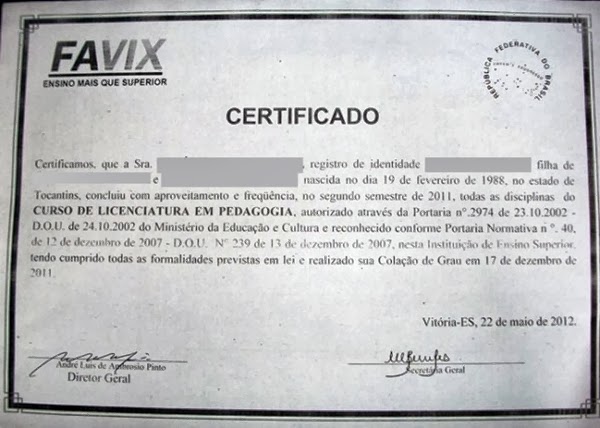 FAVIX
ENSINO MAIS QUE SUPERIOR
REPÚBLICA FEDERATIVA DO BRASIL
CERTIFICADO
Certificamos, que a Sra. , registro de identidade filha de
e nascida no dia 19 de fevereiro de 1988, no estado de
Tocantins, concluiu com aproveitamento e freqüência, no segundo semestre de 2011, todas as disciplinas do
CURSO DE LICENCIATURA EM PEDAGOGIA, autorizado através da Portaria nº.2974 de 23.10.2002 -
D.O.U. de 24.10.2002 do Ministério da Educação e Cultura e reconhecido conforme Portaria Normativa n º. 40,
de 12 de dezembro de 2007 - D.O.U. Nº 239 de 13 de dezembro de 2007, nesta Instituição de Ensino Superior,
tendo cumprido todas as formalidades previstas em lei e realizado sua Colação de Grau em 17 de dezembro de
2011.
Vitória-ES, 22 de maio de 2012.
André Luis de Ambrosio Pinto
Diretor Geral
Secretária Geral